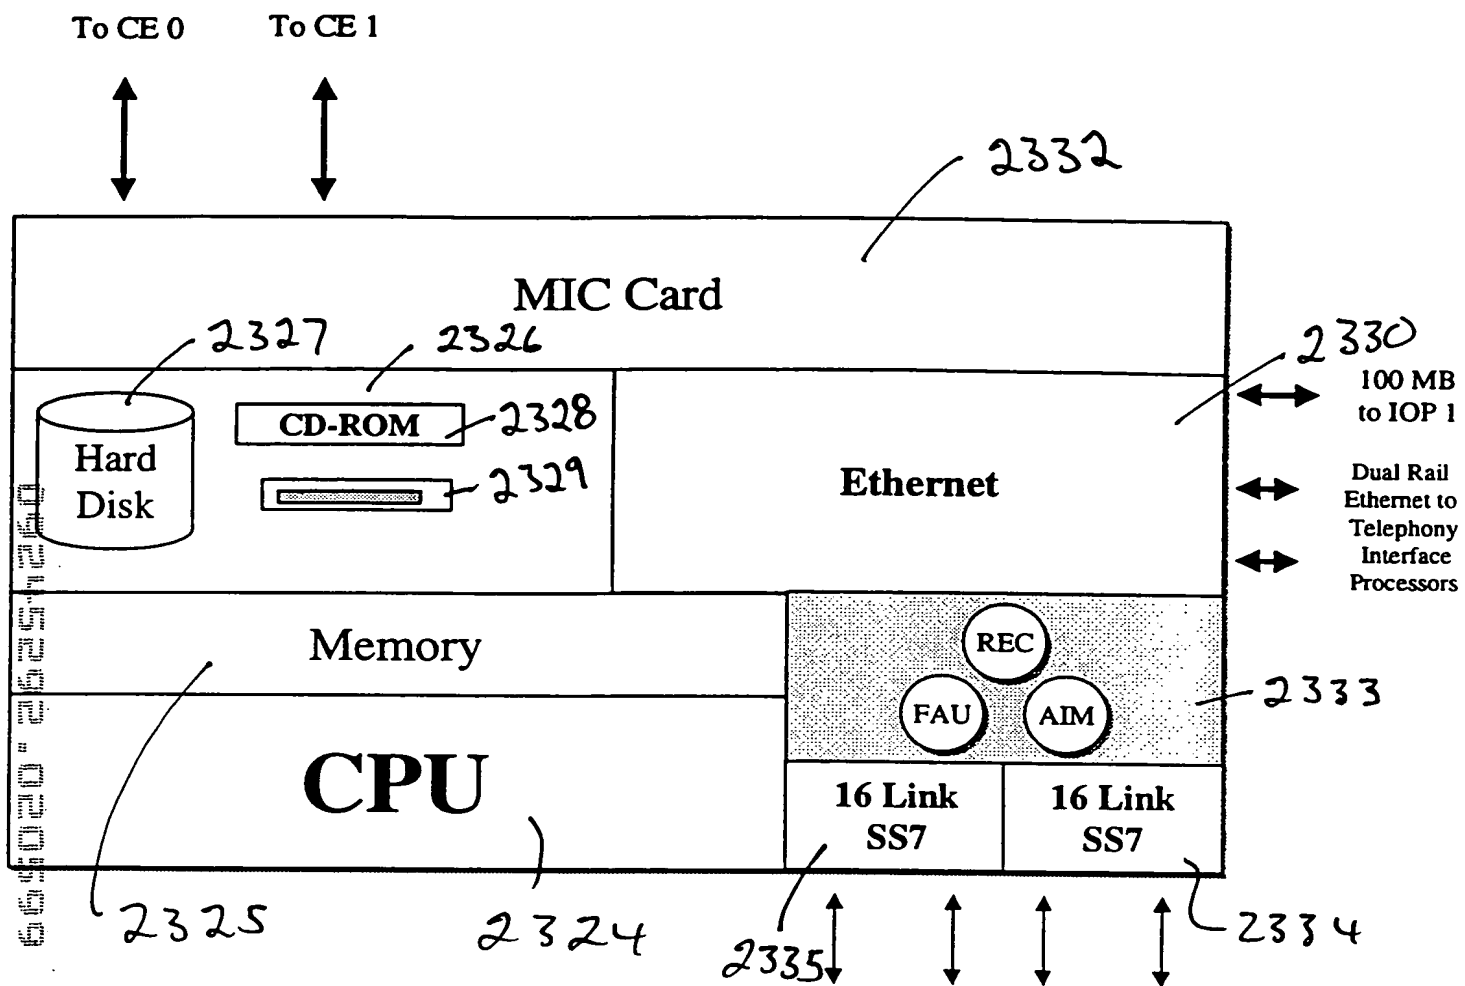 To CE 0
To CE 1
2332
MIC Card
2327
2326
2330
100 MB
to IOP 1
CD-ROM
2328
Hard
Disk
2329
Ethernet
Dual Rail
Ethernet to
Telephony
Interface
Processors
Memory
REC
FAU
AIM
2333
CPU
16 Link
SS7
16 Link
SS7
2325
2324
2335
2334
09245292.020599